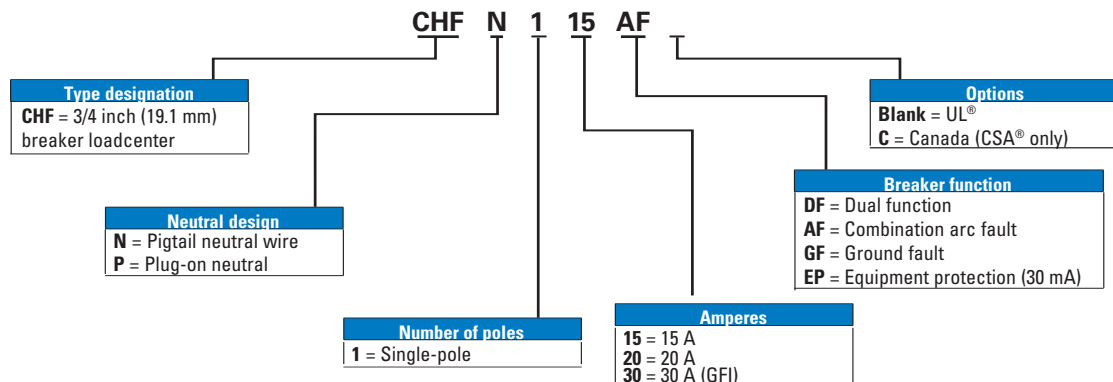 CHF N 1 15 AF _
Type designation
CHF = 3/4 inch (19.1 mm)
breaker loadcenter
Options
Blank = UL®
C = Canada (CSA® only)
Neutral design
N = Pigtail neutral wire
P = Plug-on neutral
Breaker function
DF = Dual function
AF = Combination arc fault
GF = Ground fault
EP = Equipment protection (30 mA)
Number of poles
1 = Single-pole
Amperes
15 = 15 A
20 = 20 A
30 = 30 A (GFI)